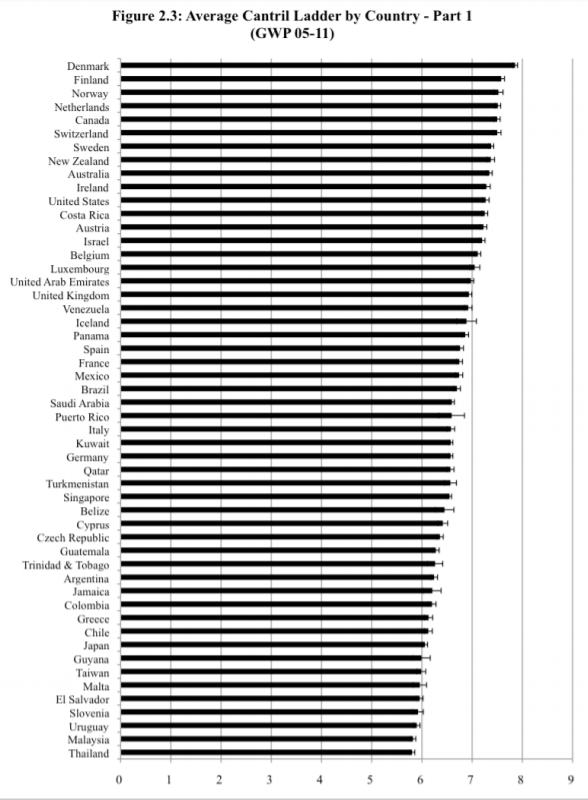 Figure 2.3: Average Cantril Ladder by Country - Part 1
(GWP 05-11)
Denmark
Finland
Norway
Netherlands
Canada
Switzerland
Sweden
New Zealand
Australia
Ireland
United States
Costa Rica
Austria
Israel
Belgium
Luxembourg
United Arab Emirates
United Kingdom
Venezuela
Iceland
Panama
Spain
France
Mexico
Brazil
Saudi Arabia
Puerto Rico
Italy
Kuwait
Germany
Qatar
Turkmenistan
Singapore
Belize
Cyprus
Czech Republic
Guatemala
Trinidad & Tobago
Argentina
Jamaica
Colombia
Greece
Chile
Japan
Guyana
Taiwan
Malta
El Salvador
Slovenia
Uruguay
Malaysia
Thailand
0 1 2 3 4 5 6 7 8 9